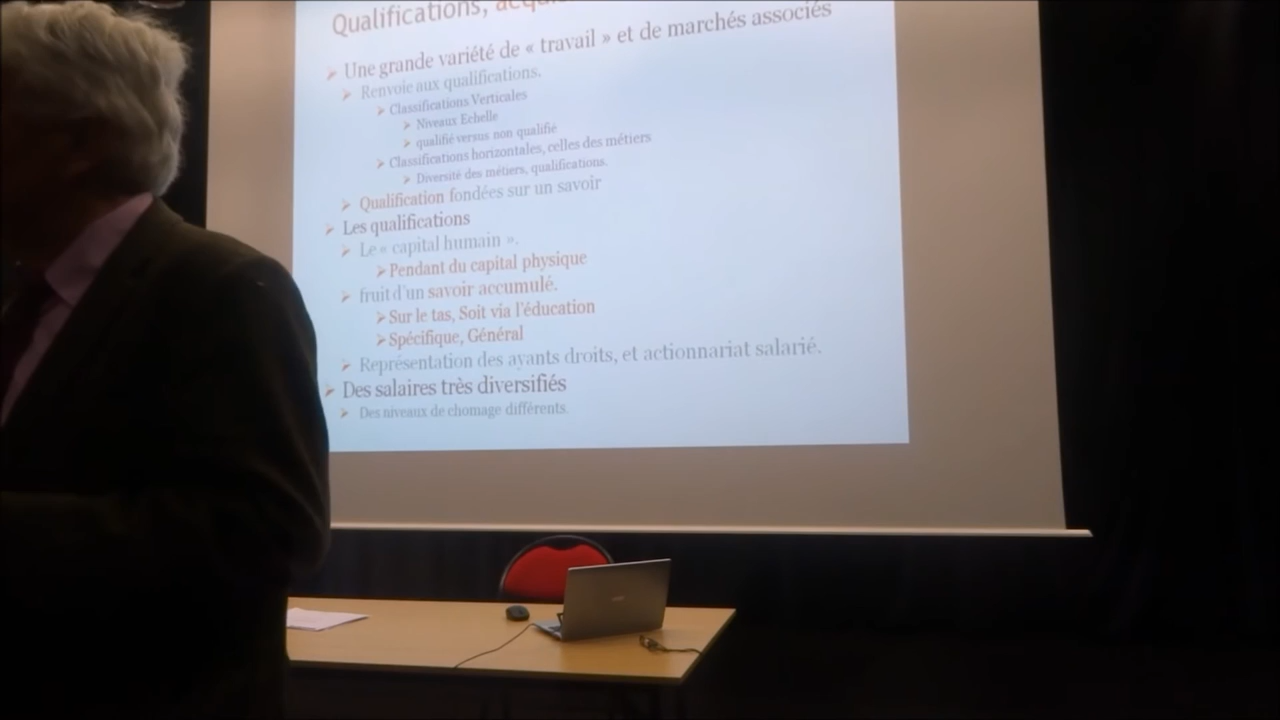 Qualifications,
Une grande variété de « travail » et de marchés associés
Renvoie aux qualifications.
Classifications Verticales
Niveaux Echelle
qualifié versus non qualifié
Classifications horizontales, celles des métiers
Diversité des métiers, qualifications.
Qualification fondées sur un savoir
Les qualifications
Le « capital humain ».
Pendant du capital physique
fruit d'un savoir accumulé.
Sur le tas, Soit via l'éducation
Spécifique, Général
Représentation des ayants droits, et actionnariat salarié.
Des salaires très diversifiés
Des niveaux de chomage différents.